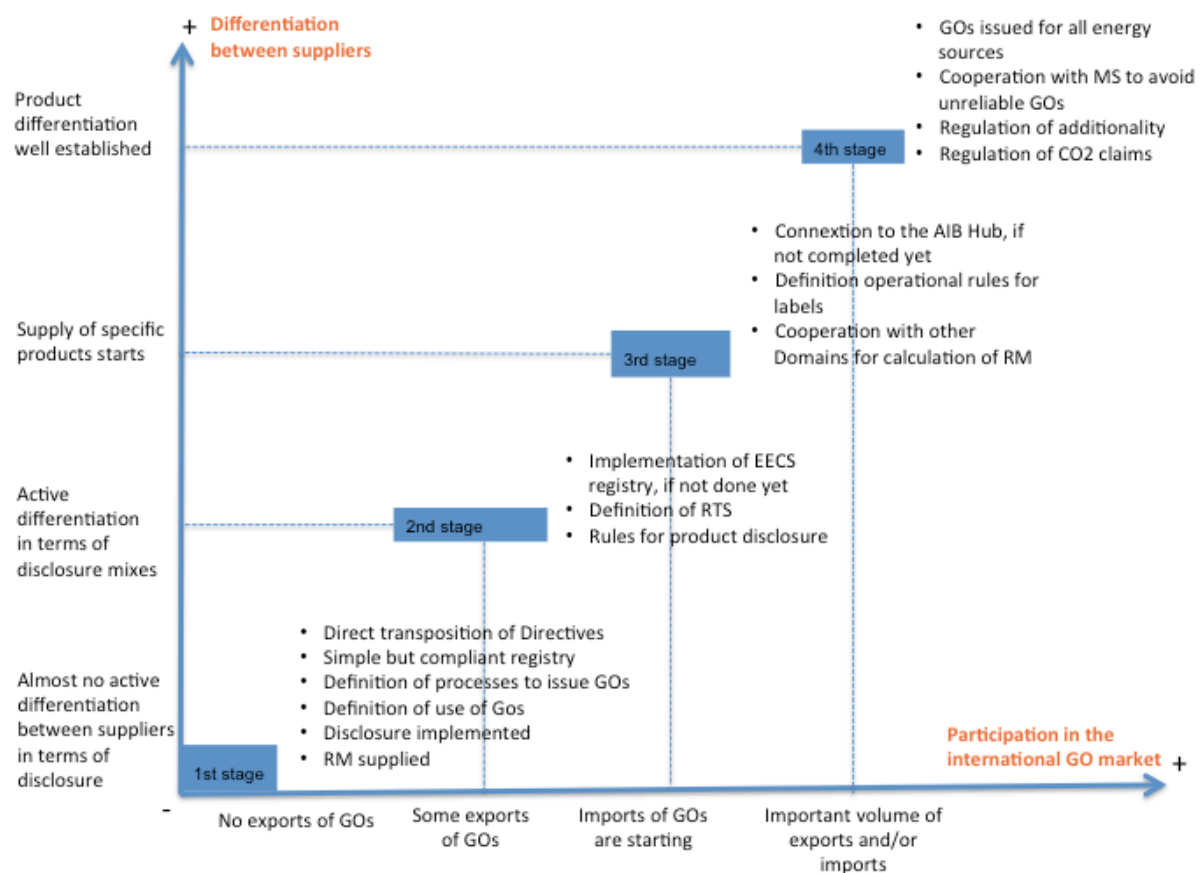 + Differentiation
between suppliers
• GOs issued for all energy
sources
• Cooperation with MS to avoid
unreliable GOs
• Regulation of additionality
• Regulation of CO2 claims
Product
differentiation
well established
4th stage
• Connexion to the AIB Hub, if
not completed yet
• Definition operational rules for
labels
• Cooperation with other
Domains for calculation of RM
Supply of specific
products starts
3rd stage
• Implementation of EECS
registry, if not done yet
• Definition of RTS
• Rules for product disclosure
Active
differentiation
in terms of
disclosure mixes
2nd stage
• Direct transposition of Directives
• Simple but compliant registry
• Definition of processes to issue GOs
• Definition of use of Gos
• Disclosure implemented
• RM supplied
Almost no active
differentiation
between suppliers
in terms of
disclosure
1st stage
Participation in the
international GO market +
-
No exports of GOs
Some exports
of GOs
Imports of GOs
are starting
Important volume of
exports and/or
imports